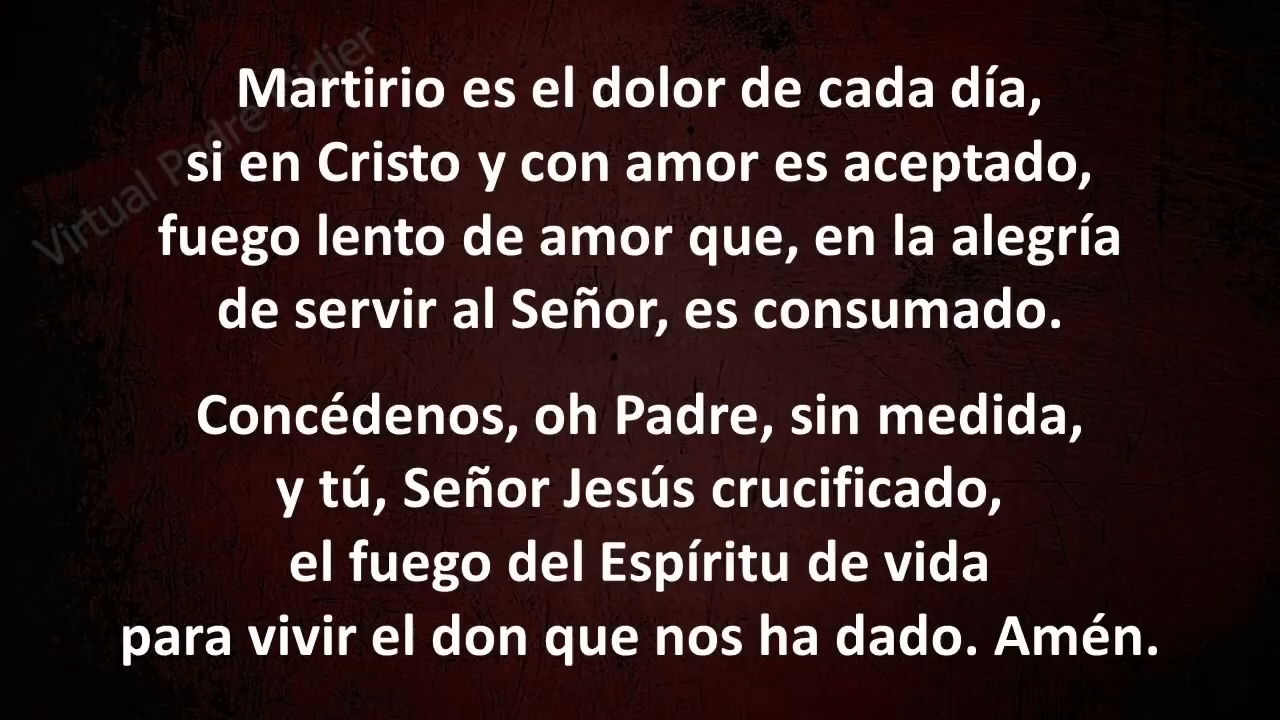 Martirio es el dolor de cada día,
si en Cristo y con amor es aceptado,
fuego lento de amor que, en la alegría
de servir al Señor, es consumado.
Concédenos, oh Padre, sin medida,
y tú, Señor Jesús crucificado,
el fuego del Espíritu de vida
para vivir el don que nos ha dado. Amén.
Virtual Padre